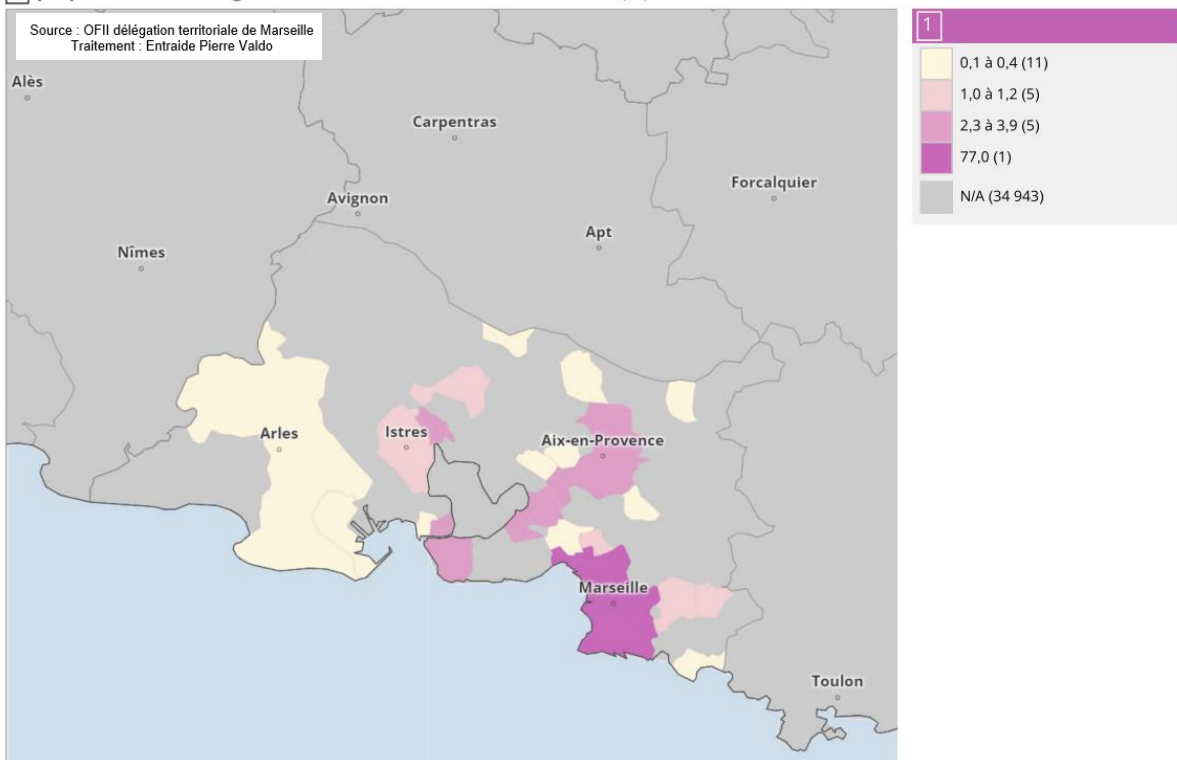 Source : OFII délégation territoriale de Marseille
Traitement : Entraide Pierre Valdo
1
0,1 à 0,4 (11)
1,0 à 1,2 (5)
2,3 à 3,9 (5)
77,0 (1)
N/A (34 943)
Alès
Carpentras
Forcalquier
Avignon
Apt
Nîmes
Arles
Istres
Aix-en-Provence
Marseille
Toulon